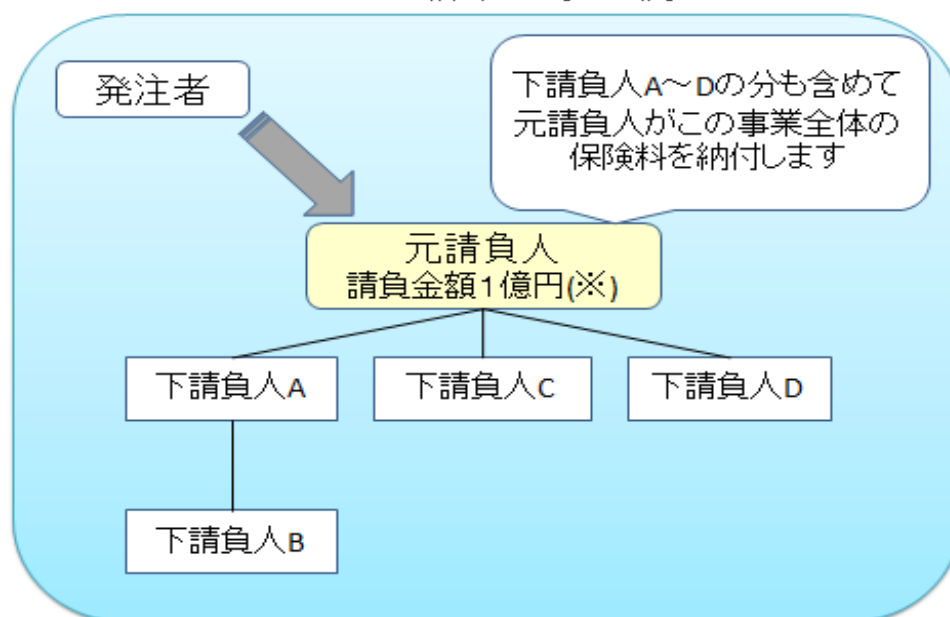 発注者
下請負人A～Dの分も含めて
元請負人がこの事業全体の
保険料を納付します
元請負人
請負金額1億円(※)
下請負人A
下請負人C
下請負人D
下請負人B